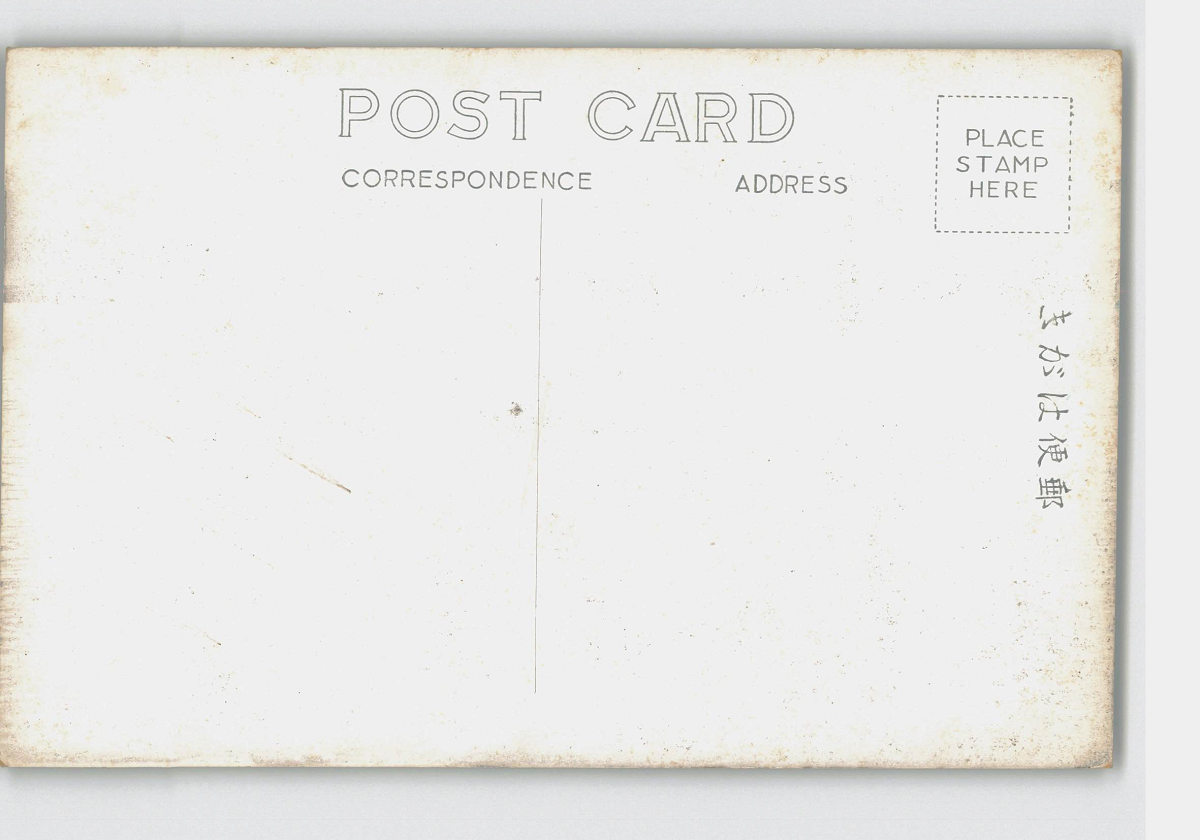 POST CARD
CORRESPONDENCE
ADDRESS
PLACE
STAMP
HERE
郵便はがき